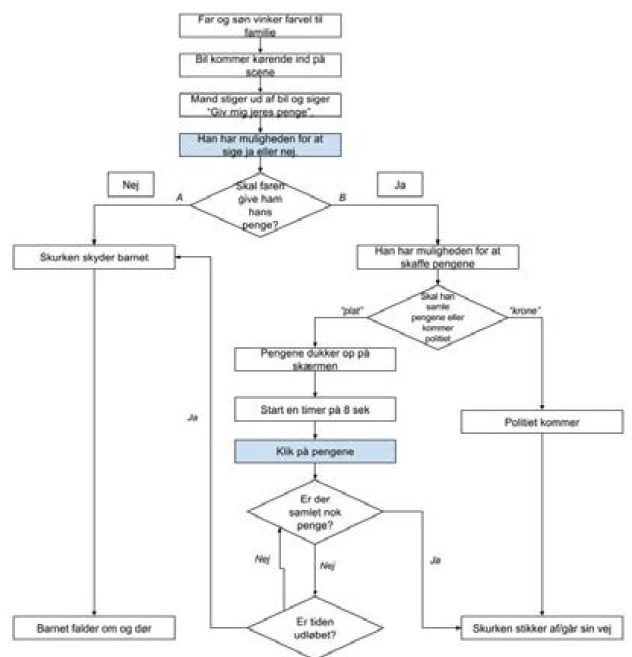 Far og søn vinker farvel til
familie
Bil kommer kørende ind på
scene
Mand stiger ud af bil og siger
"Giv mig jeres penge".
Han har muligheden for at
sige ja eller nej.
Nej
A
Skal faren
give ham
hans
penge?
B
Ja
Skurken skyder barnet
Han har muligheden for at
skaffe pengene
"plat"
Skal han
samle
pengene eller
kommer
politiet
"krone"
Pengene dukker op på
skærmen
Start en timer på 8 sek
Politiet kommer
Klik på pengene
Ja
Er der
samlet nok
penge?
Nej
Nej
Ja
Barnet falder om og dør
Er tiden
udløbet?
Skurken stikker af/går sin vej